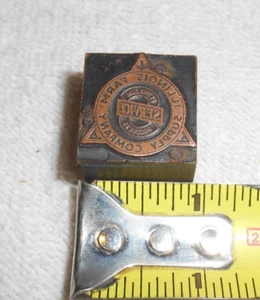 ILLINOIS FARM
SUPPLY COMPANY
SERVICE
2